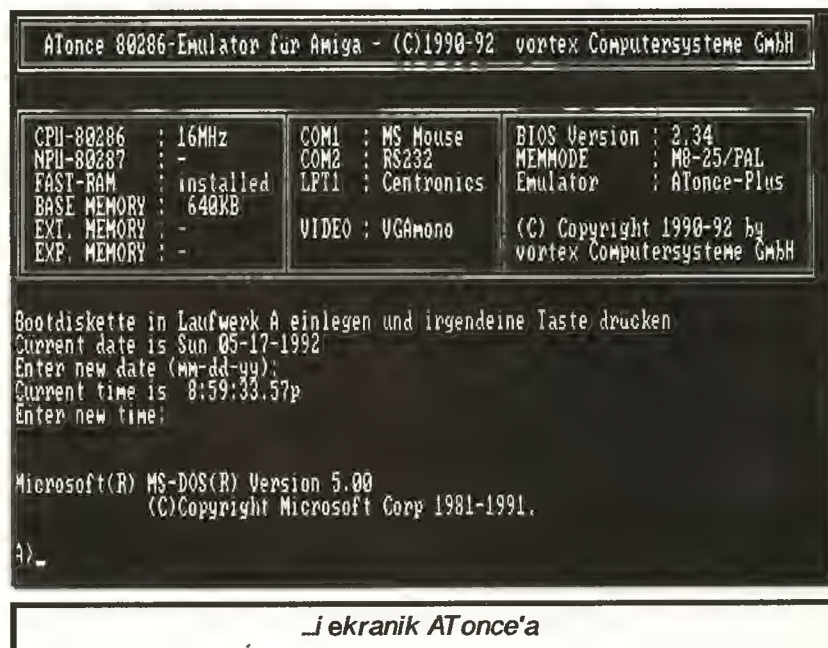 ATonce 80286-Emulator für Amiga - (C)1990-92 vortex Computersysteme GmbH
CPU-80286 : 16MHz
NPU-80287 : -
FAST-RAM : installed
BASE MEMORY : 640KB
EXT. MEMORY : -
EXP. MEMORY : -
COM1 : MS Mouse
COM2 : RS232
LPT1 : Centronics
VIDEO : VGAmono
BIOS Version : 2.34
MEMMODE : M8-25/PAL
Emulator : ATonce-Plus
(C) Copyright 1990-92 by
vortex Computersysteme GmbH
Bootdiskette in Laufwerk A einlegen und irgendeine Taste drücken
Current date is Sun 05-17-1992
Enter new date (mm-dd-yy):
Current time is 8:59:33.57p
Enter new time:
Microsoft(R) MS-DOS(R) Version 5.00
(C)Copyright Microsoft Corp 1981-1991.
A>_
...i ekranik ATonce'a